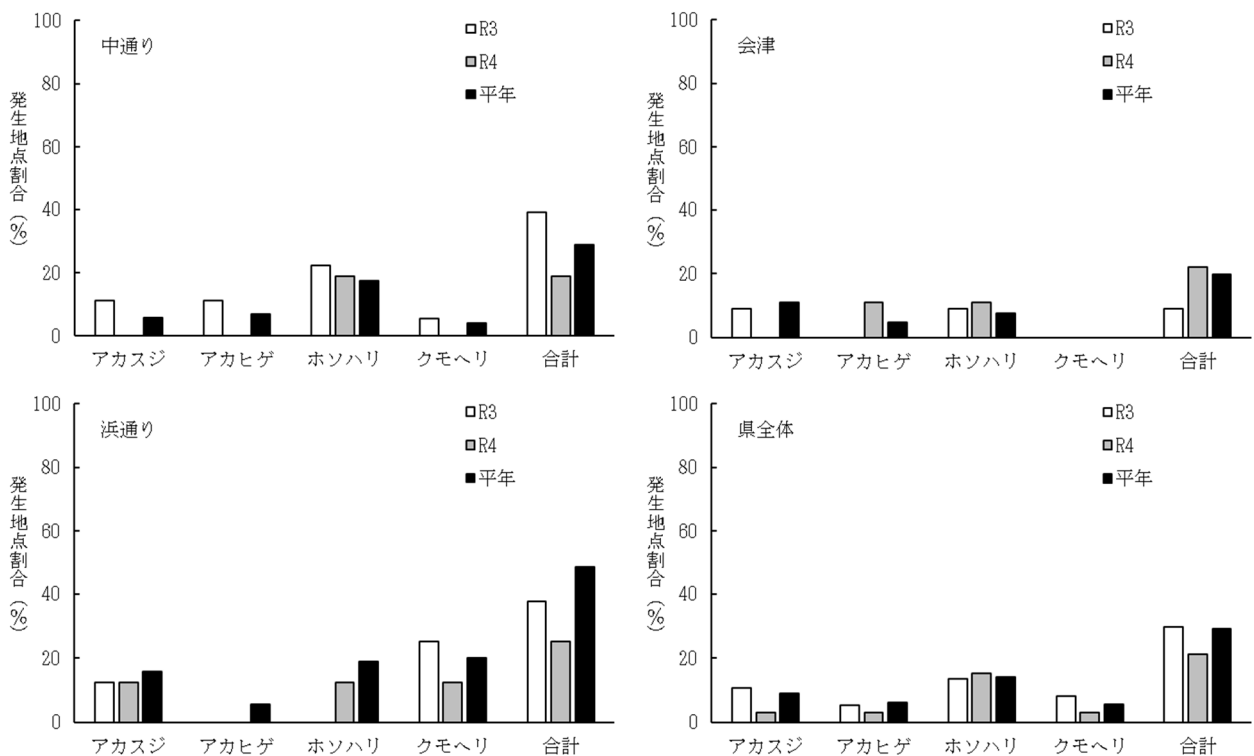 中通り
□R3
■R4
■平年
発生地点割合(%)
100
80
60
40
20
0
アカスジ アカヒゲ ホソハリ クモヘリ 合計
会津
□R3
■R4
■平年
発生地点割合(%)
100
80
60
40
20
0
アカスジ アカヒゲ ホソハリ クモヘリ 合計
浜通り
□R3
■R4
■平年
発生地点割合(%)
100
80
60
40
20
0
アカスジ アカヒゲ ホソハリ クモヘリ 合計
県全体
□R3
■R4
■平年
発生地点割合(%)
100
80
60
40
20
0
アカスジ アカヒゲ ホソハリ クモヘリ 合計